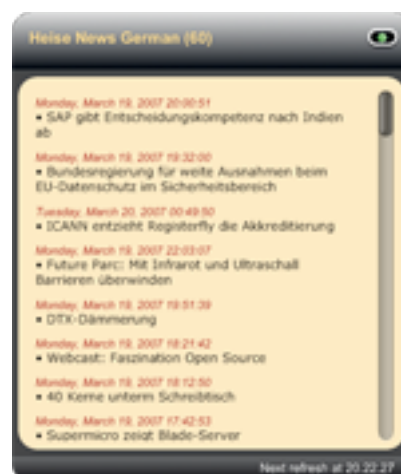 Heise News German (60)
Monday, March 19, 2007 20:00:51
• SAP gibt Entscheidungskompetenz nach Indien
ab
Monday, March 19, 2007 19:32:00
• Bundesregierung für weite Ausnahmen beim
EU-Datenschutz im Sicherheitsbereich
Tuesday, March 20, 2007 00:49:50
• ICANN entzieht Registerfly die Akkreditierung
Monday, March 19, 2007 22:03:07
• Future Parc: Mit Infrarot und Ultraschall
Barrieren überwinden
Monday, March 19, 2007 19:51:39
• DTX-Dämmerung
Monday, March 19, 2007 18:21:42
• Webcast: Faszination Open Source
Monday, March 19, 2007 18:12:50
• 40 Kerne unterm Schreibtisch
Monday, March 19, 2007 17:42:53
• Supermicro zeigt Blade-Server
Next refresh at 20:22:27